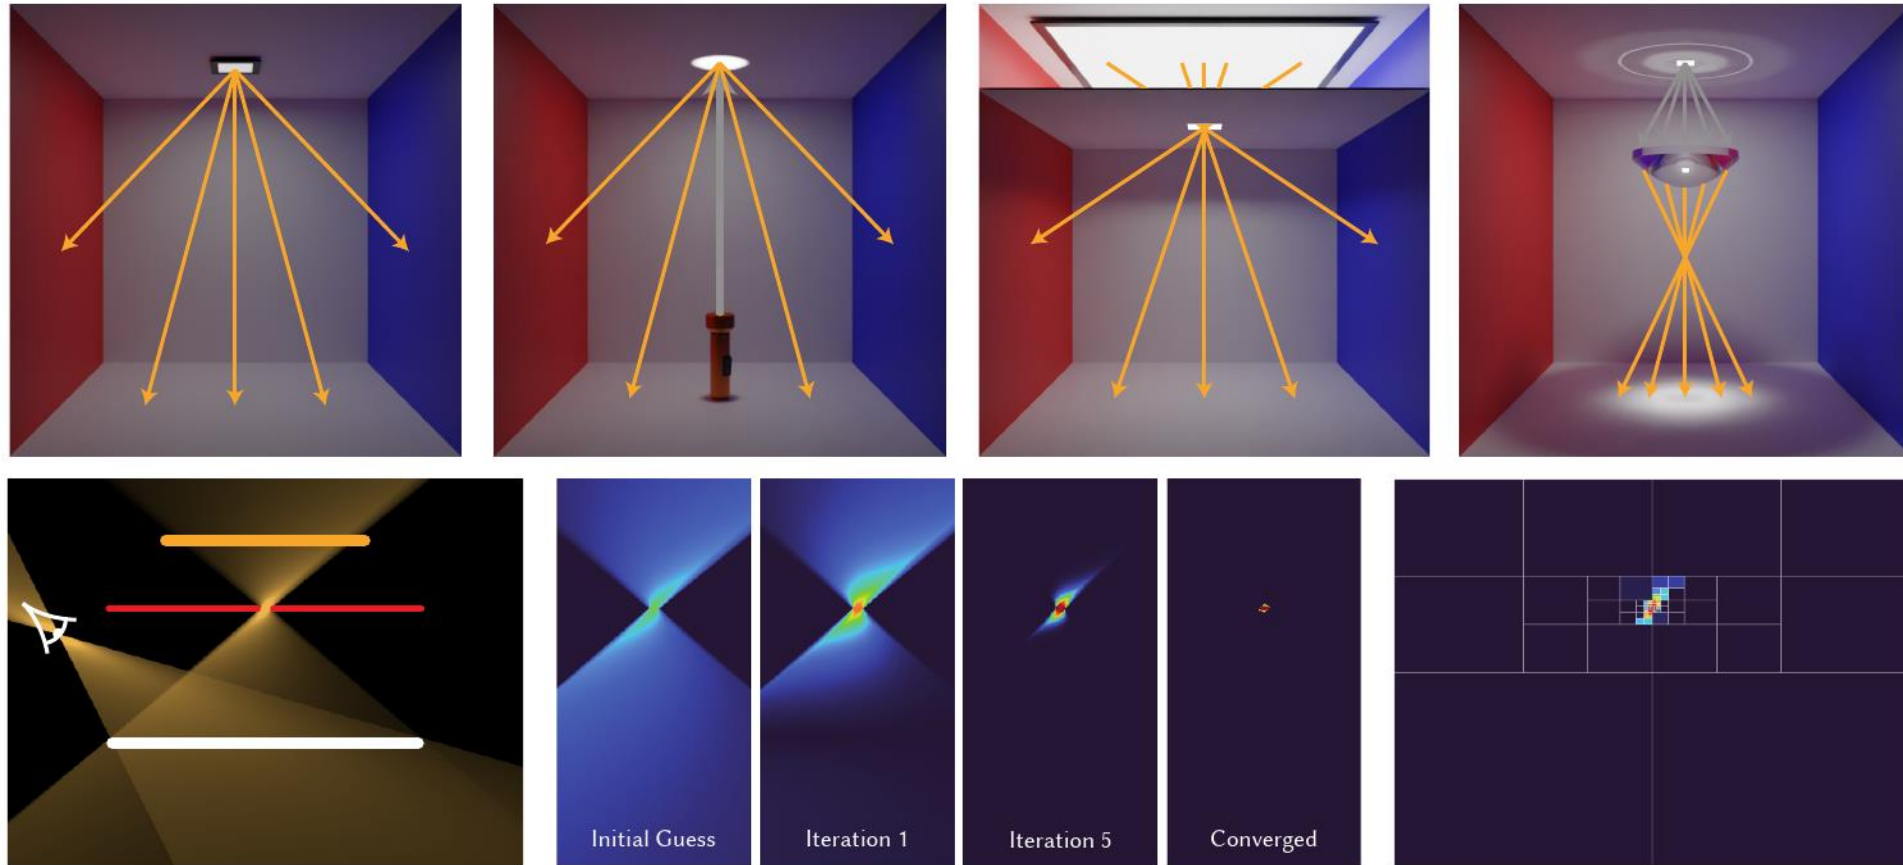 Initial Guess
Iteration 1
Iteration 5
Converged